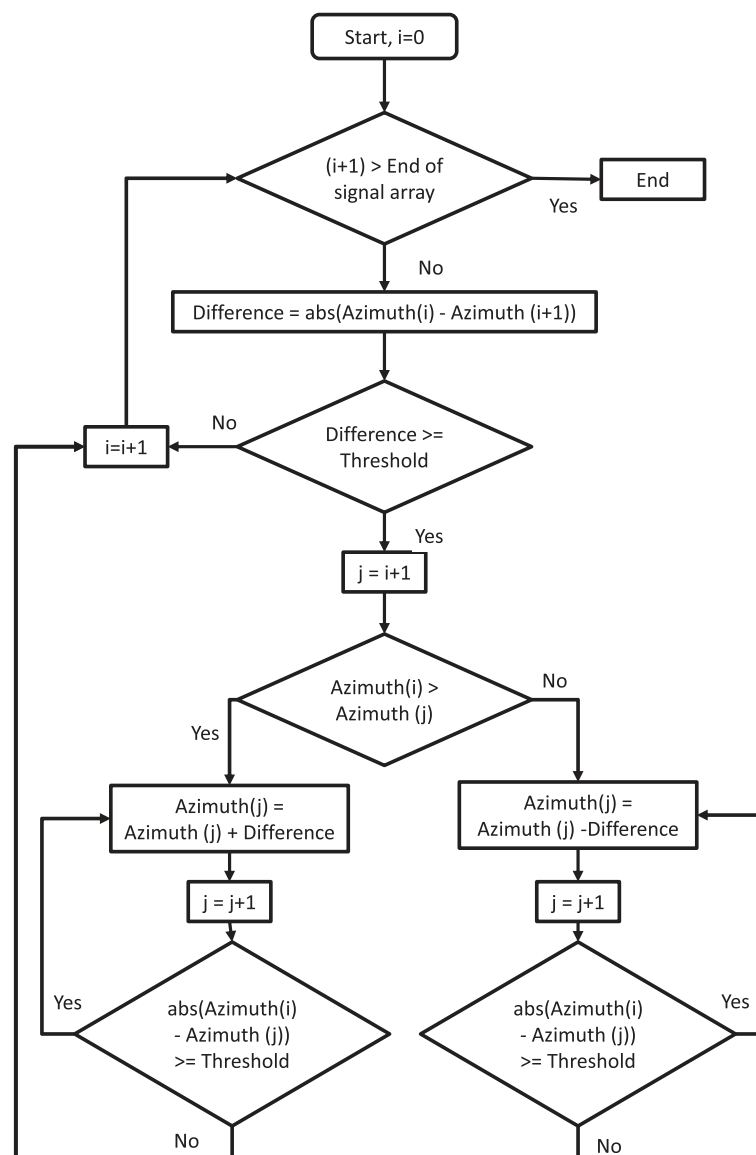 Start, i=0
(i+1) > End of
signal array
End
Yes
No
Difference = abs(Azimuth(i) - Azimuth (i+1))
No
i=i+1
Difference >=
Threshold
Yes
j = i+1
Azimuth(i) >
Azimuth (j)
No
Yes
Azimuth(j) =
Azimuth (j) + Difference
Azimuth(j) =
Azimuth (j) -Difference
j = j+1
j = j+1
Yes
abs(Azimuth(i)
- Azimuth (j))
>= Threshold
abs(Azimuth(i)
- Azimuth (j))
>= Threshold
Yes
No
No